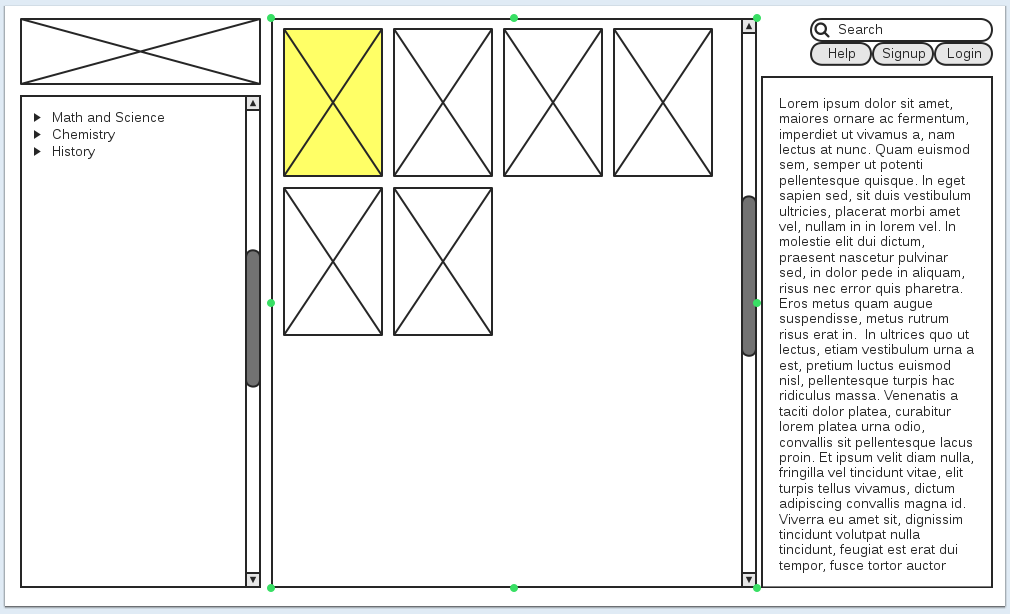 Search
Help Signup Login
Math and Science
Chemistry
History
Lorem ipsum dolor sit amet,
maiores ornare ac fermentum,
imperdiet ut vivamus a, nam
lectus at nunc. Quam euismod
sem, semper ut potenti
pellentesque quisque. In eget
sapien sed, sit duis vestibulum
ultricies, placerat morbi amet
vel, nullam in in lorem vel. In
molestie elit dui dictum,
praesent nascetur pulvinar
sed, in dolor pede in aliquam,
risus nec error quis pharetra.
Eros metus quam augue
suspendisse, metus rutrum
risus erat in.  In ultrices quo ut
lectus, etiam vestibulum urna a
est, pretium luctus euismod
nisl, pellentesque turpis hac
ridiculus massa. Venenatis a
taciti dolor platea, curabitur
lorem platea urna odio,
convallis sit pellentesque lacus
proin. Et ipsum velit diam nulla,
fringilla vel tincidunt vitae, elit
turpis tellus vivamus, dictum
adipiscing convallis magna id.
Viverra eu amet sit, dignissim
tincidunt volutpat nulla
tincidunt, feugiat est erat dui
tempor, fusce tortor auctor